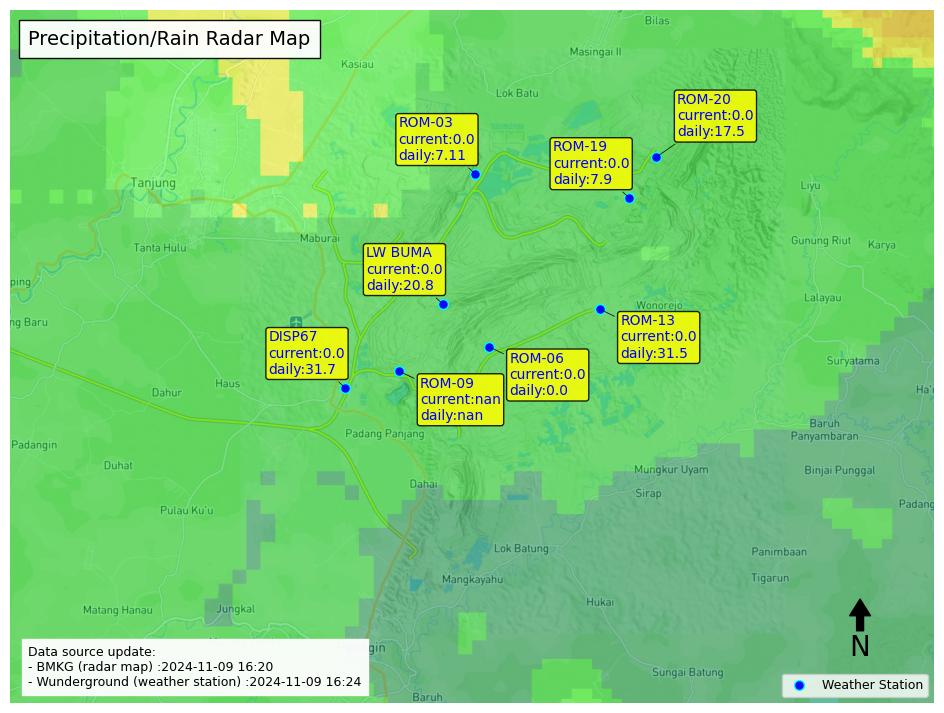 Precipitation/Rain Radar Map
Bilas
Masingai II
Kasiau
Lok Batu
ROM-20
current:0.0
daily:17.5
ROM-03
current:0.0
daily:7.11
ROM-19
current:0.0
daily:7.9
Tanjung
Liyu
Maburai
Tanta Hulu
Gunung Riut
Karya
LW BUMA
current:0.0
daily:20.8
ping
Lalayau
Wonorejo
ng Baru
ROM-13
current:0.0
daily:31.5
DISP67
current:0.0
daily:31.7
ROM-06
current:0.0
daily:0.0
Suryatama
Haus
Dahur
ROM-09
current:nan
daily:nan
Ha
Baruh
Panyambaran
Padang Panjang
Padangin
Duhat
Mungkur Uyam
Binjai Punggal
Dahai
Sirap
Padang
Pulau Ku'u
Lok Batung
Panimbaan
Mangkayahu
Tigarun
Hukai
Matang Hanau
Jungkal
N
gin
Sungai Batung
Baruh
Data source update:
- BMKG (radar map) :2024-11-09 16:20
- Wunderground (weather station) :2024-11-09 16:24
Weather Station